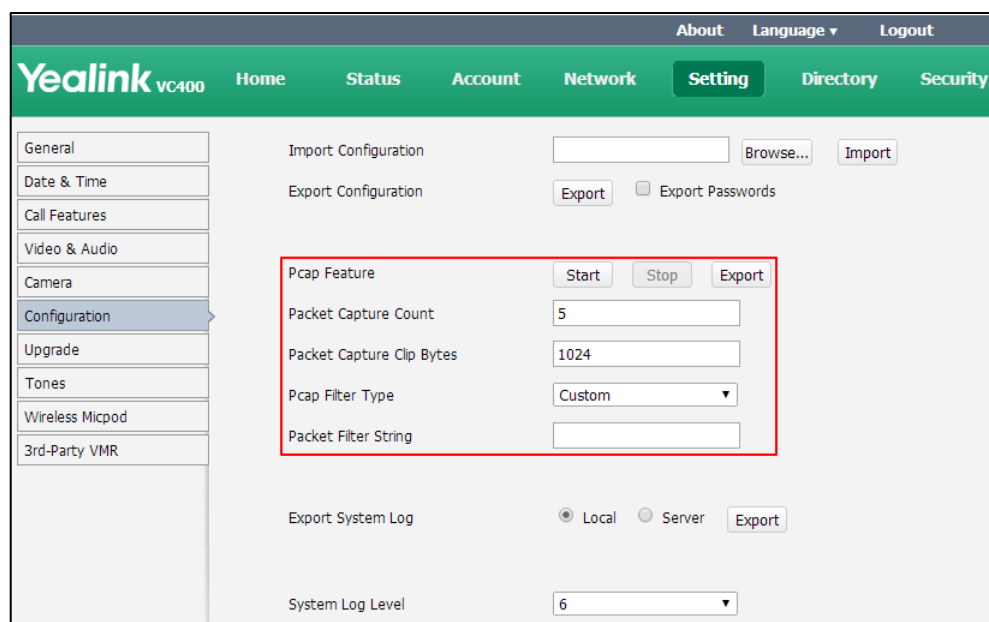 About Language ▾ Logout
Yealink VC400 Home Status Account Network Setting Directory Security
General
Date & Time
Call Features
Video & Audio
Camera
Configuration
Upgrade
Tones
Wireless Micpod
3rd-Party VMR
Import Configuration Browse... Import
Export Configuration Export Export Passwords
Pcap Feature Start Stop Export
Packet Capture Count 5
Packet Capture Clip Bytes 1024
Pcap Filter Type Custom
Packet Filter String
Export System Log Local Server Export
System Log Level 6